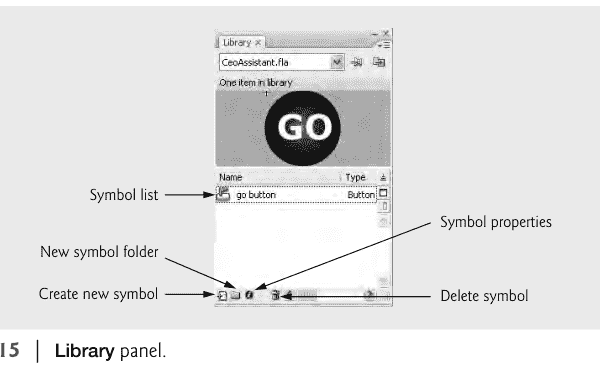 Library
CeoAssistant.fla
One item in library
GO
Name Type
Symbol list
go button Button
Symbol properties
New symbol folder
Create new symbol
Delete symbol
15 | Library panel.